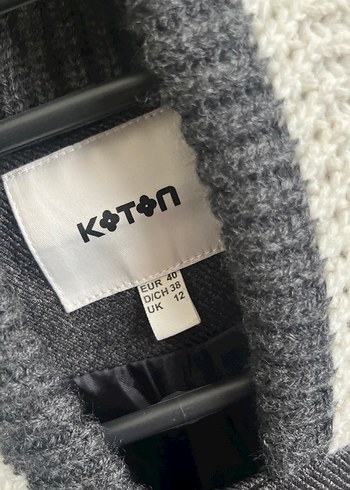 KOTON
EUR 40
D/CH 38
UK 12